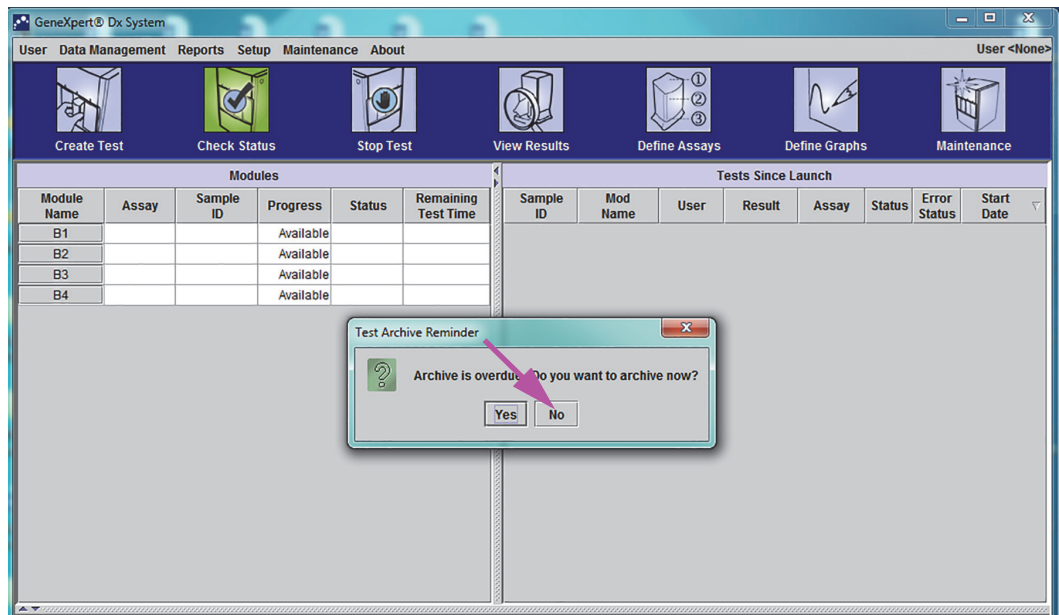 GeneXpert® Dx System
User Data Management Reports Setup Maintenance About User <None>
Create Test Check Status Stop Test View Results Define Assays Define Graphs Maintenance
1
2
3
Modules Tests Since Launch
Module Name Assay Sample ID Progress Status Remaining Test Time Sample ID Mod Name User Result Assay Status Error Status Start Date
B1 Available
B2 Available
B3 Available
B4 Available
Test Archive Reminder
Archive is overdue. Do you want to archive now?
Yes No